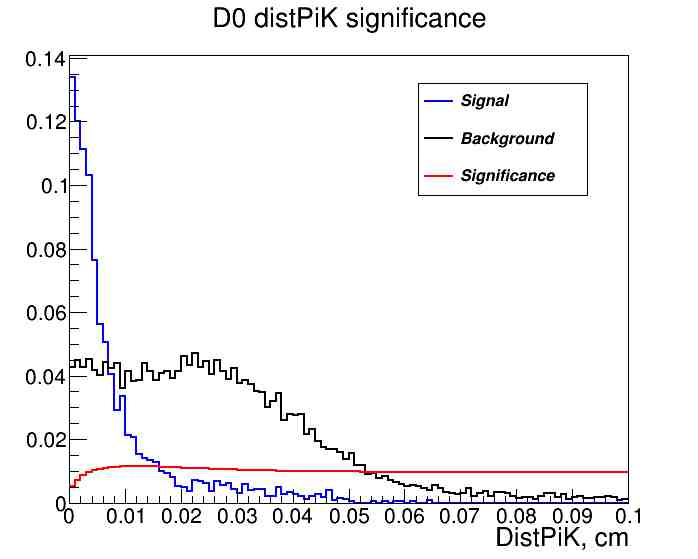 D0 distPiK significance
0.14
0.12
0.1
0.08
0.06
0.04
0.02
0
Signal
Background
Significance
0 0.01 0.02 0.03 0.04 0.05 0.06 0.07 0.08 0.09 0.1
DistPiK, cm